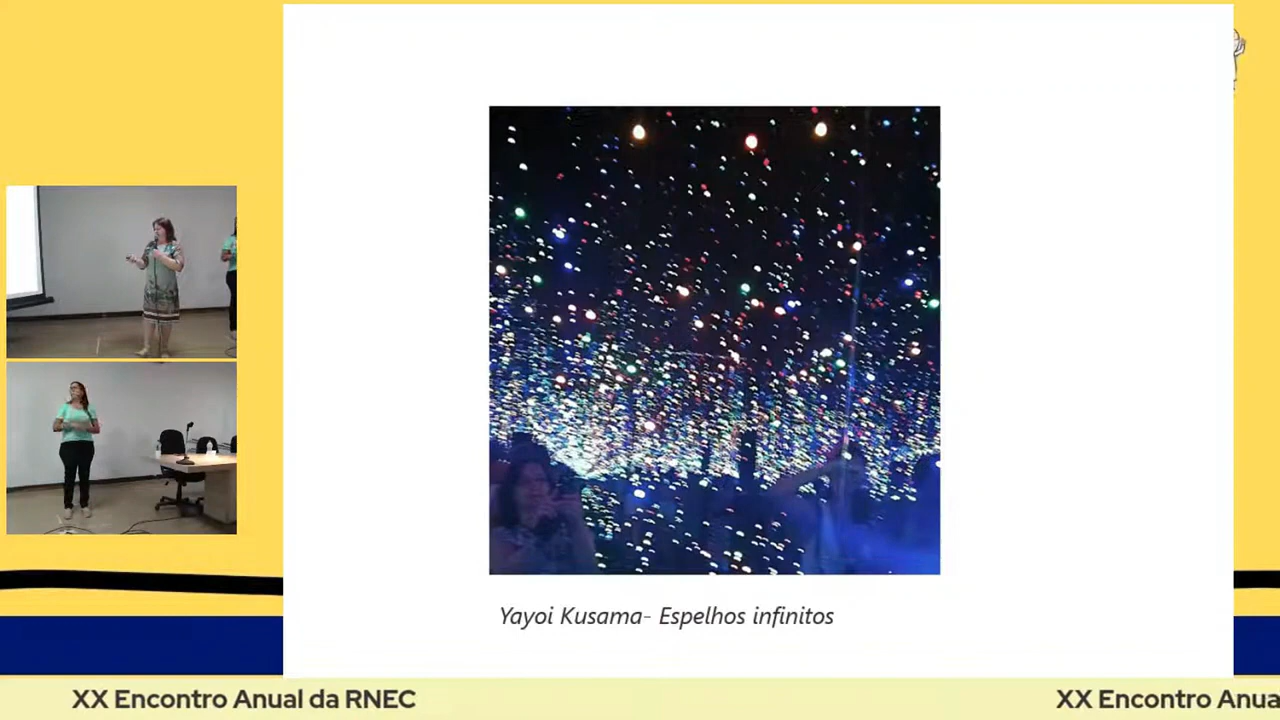 Yayoi Kusama- Espelhos infinitos
XX Encontro Anual da RNEC
XX Encontro Anua